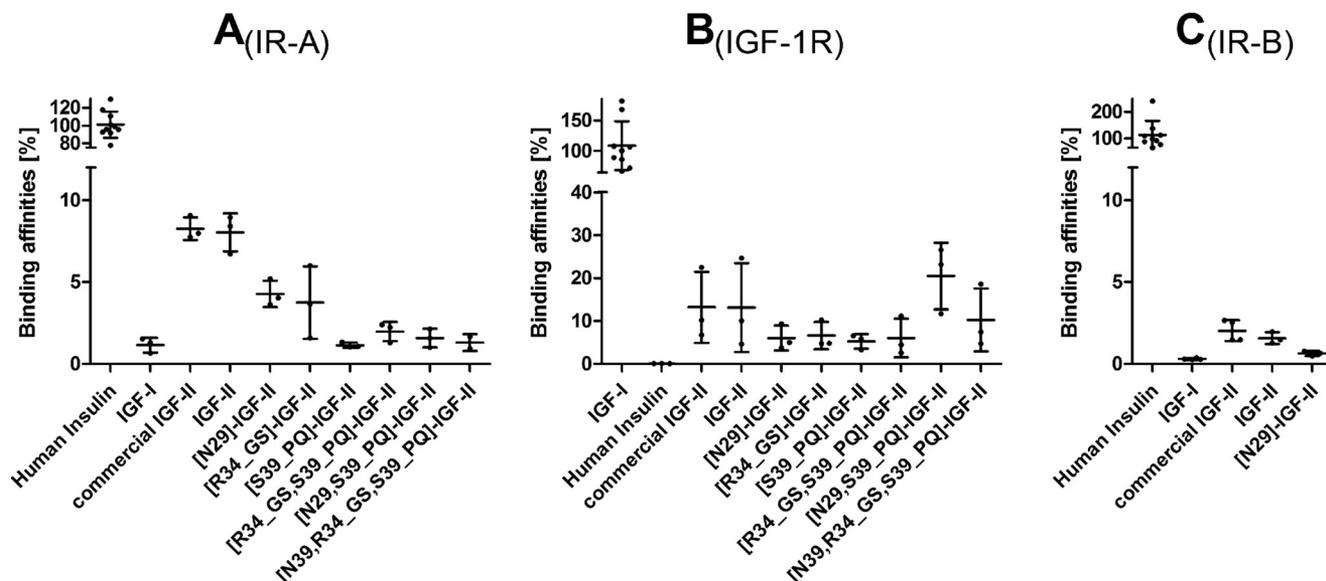 A(IR-A)
Binding affinities [%]
120
100
80
10
5
0
Human Insulin
IGF-I
commercial IGF-II
IGF-II
[N29]-IGF-II
[R34_GS]-IGF-II
[S39_PQ]-IGF-II
[R34_GS,S39_PQ]-IGF-II
[N29,S39_PQ]-IGF-II
[N39,R34_GS,S39_PQ]-IGF-II
B(IGF-1R)
Binding affinities [%]
150
100
40
30
20
10
0
IGF-I
Human Insulin
commercial IGF-II
IGF-II
[N29]-IGF-II
[R34_GS]-IGF-II
[S39_PQ]-IGF-II
[R34_GS,S39_PQ]-IGF-II
[N29,S39_PQ]-IGF-II
[N39,R34_GS,S39_PQ]-IGF-II
C(IR-B)
Binding affinities [%]
200
100
10
5
0
Human Insulin
IGF-I
commercial IGF-II
IGF-II
[N29]-IGF-II